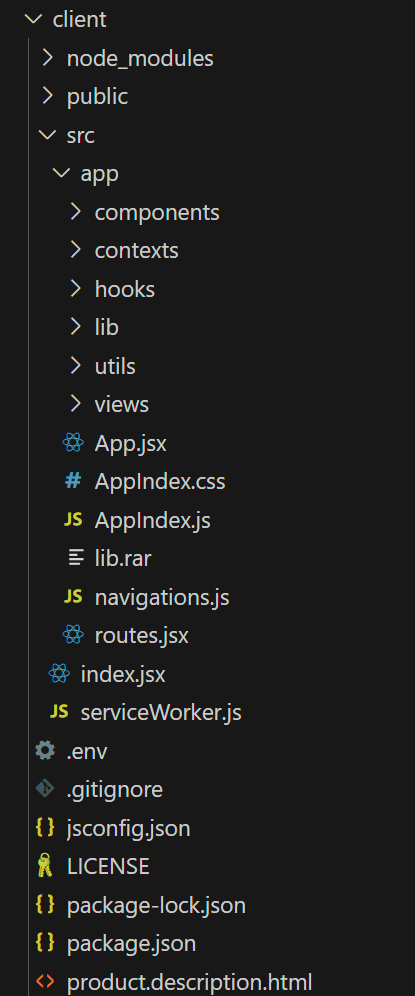 client
node_modules
public
src
app
components
contexts
hooks
lib
utils
views
App.jsx
# AppIndex.css
JS AppIndex.js
lib.rar
JS navigations.js
routes.jsx
index.jsx
JS serviceWorker.js
.env
.gitignore
{} jsconfig.json
LICENSE
{} package-lock.json
{} package.json
<> product.description.html